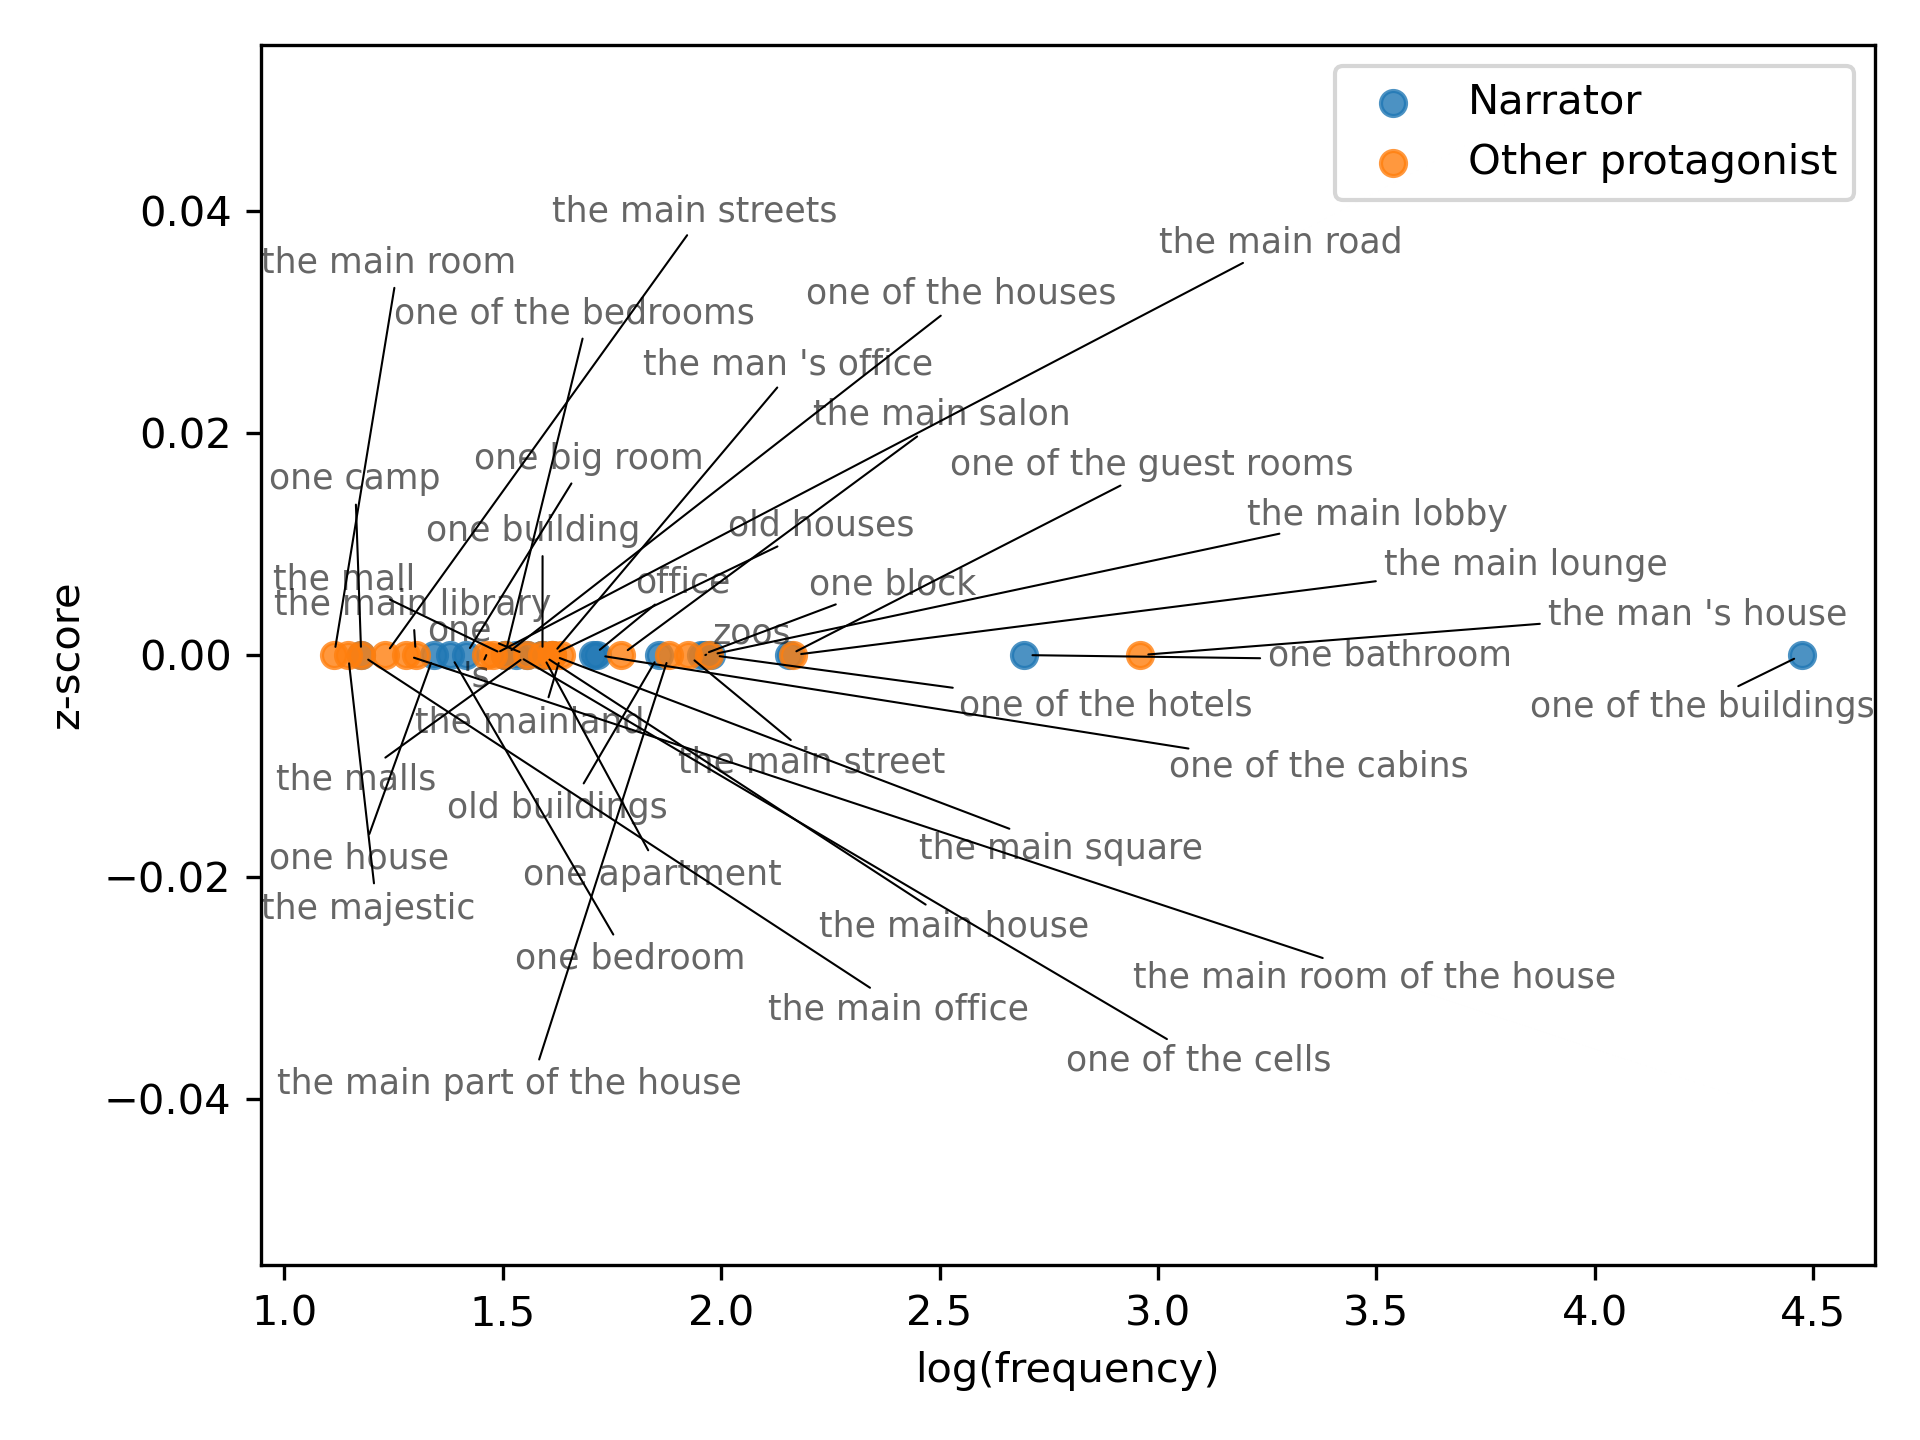 Narrator
Other protagonist
the main streets
the main road
the main room
one of the houses
one of the bedrooms
the man 's office
the main salon
one big room
one of the guest rooms
one camp
the main lobby
old houses
one building
the main lounge
the mall
office
one block
the main library
the man 's house
one
zoos
one bathroom
's
one of the hotels
one of the buildings
the mainland
the main street
one of the cabins
the malls
old buildings
the main square
one house
one apartment
the majestic
the main house
one bedroom
the main room of the house
the main office
one of the cells
the main part of the house
0.04
0.02
0.00
−0.02
−0.04
z-score
1.0 1.5 2.0 2.5 3.0 3.5 4.0 4.5
log(frequency)